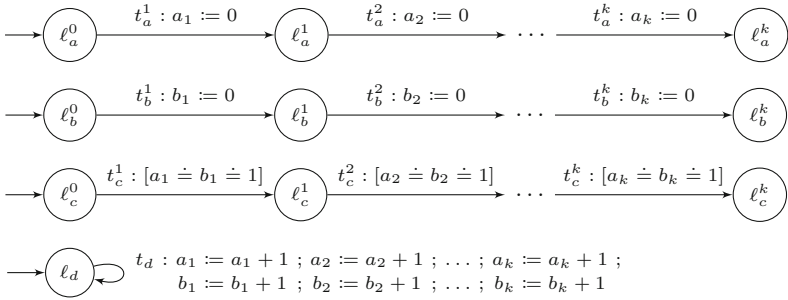 t_a^1 : a_1 := 0 t_a^2 : a_2 := 0 t_a^k : a_k := 0
ℓ_a^0 ℓ_a^1 ··· ℓ_a^k
t_b^1 : b_1 := 0 t_b^2 : b_2 := 0 t_b^k : b_k := 0
ℓ_b^0 ℓ_b^1 ··· ℓ_b^k
t_c^1 : [a_1 ≐ b_1 ≐ 1] t_c^2 : [a_2 ≐ b_2 ≐ 1] t_c^k : [a_k ≐ b_k ≐ 1]
ℓ_c^0 ℓ_c^1 ··· ℓ_c^k
t_d : a_1 := a_1 + 1 ; a_2 := a_2 + 1 ; ... ; a_k := a_k + 1 ;
ℓ_d
b_1 := b_1 + 1 ; b_2 := b_2 + 1 ; ... ; b_k := b_k + 1